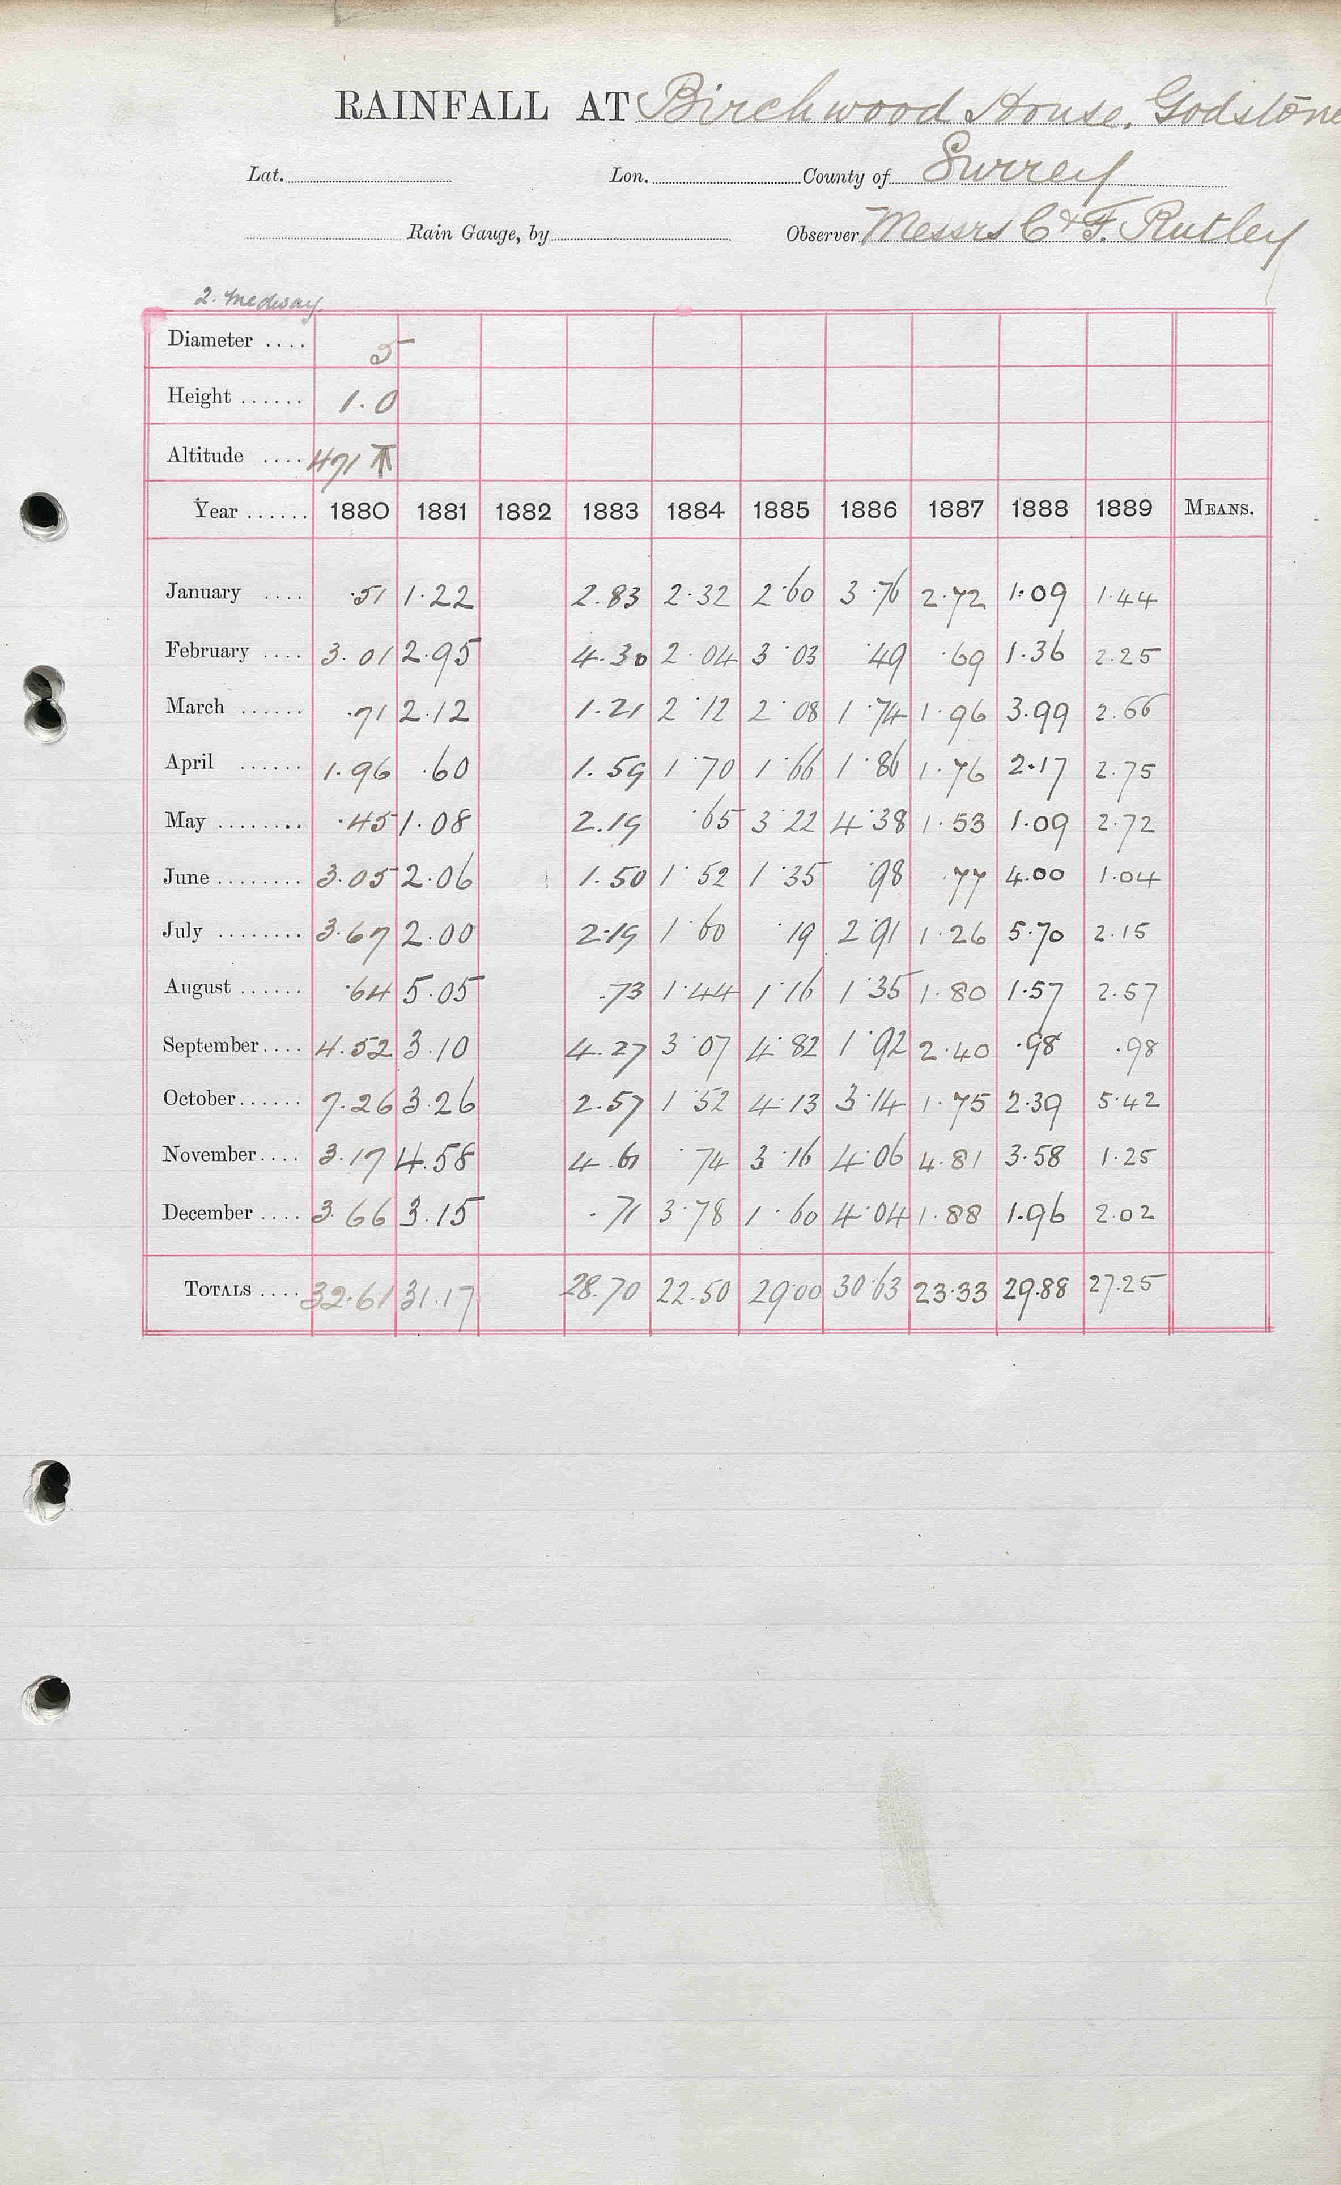 RAINFALL AT Birchwood House, Godstone
Lat. Lon. County of Surrey
Rain Gauge, by Observer Messrs C & F. Rutley
2. Medway.
Diameter .... 5
Height ...... 1.0
Altitude .... 471
Year ...... 1880 1881 1882 1883 1884 1885 1886 1887 1888 1889 MEANS.
January .... .51 1.22 2.83 2.32 2.60 3.76 2.72 1.09 1.44
February .... 3.01 2.95 4.30 2.04 3.03 .49 .69 1.36 2.25
March ...... .71 2.12 1.21 2.12 2.08 1.74 1.96 3.99 2.66
April ...... 1.96 .60 1.59 1.70 1.66 1.86 1.76 2.17 2.75
May ........ .45 1.08 2.19 .65 3.22 4.38 1.53 1.09 2.72
June ........ 3.05 2.06 1.50 1.52 1.35 .98 .77 4.00 1.04
July ........ 3.67 2.00 2.19 1.60 .19 2.91 1.26 5.70 2.15
August ...... .64 5.05 .73 1.44 1.16 1.35 1.80 1.57 2.57
September .... 4.52 3.10 4.27 3.07 4.82 1.92 2.40 .98 .98
October ...... 7.26 3.26 2.57 1.52 4.13 3.14 1.75 2.39 5.42
November .... 3.17 4.58 4.61 .74 3.16 4.06 4.81 3.58 1.25
December .... 3.66 3.15 .71 3.78 1.60 4.04 1.88 1.96 2.02
TOTALS .... 32.61 31.17 28.70 22.50 29.00 30.63 23.33 29.88 27.25